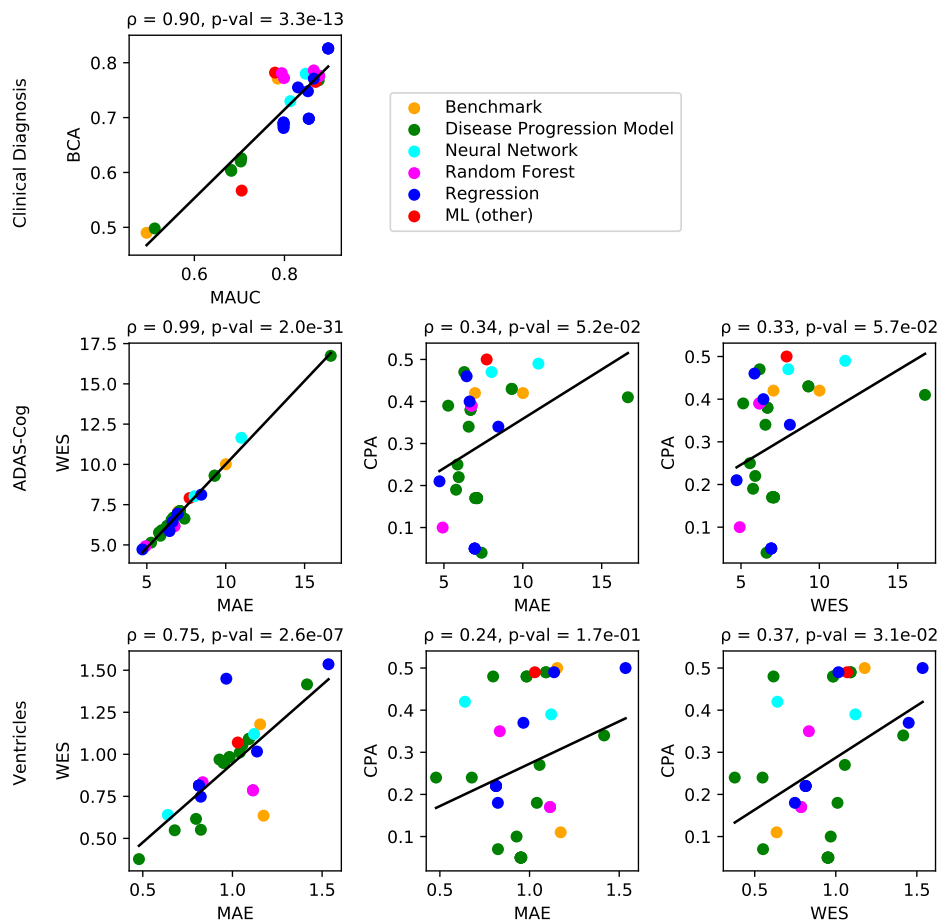 ρ = 0.90, p-val = 3.3e-13
Clinical Diagnosis
BCA
0.8
0.7
0.6
0.5
0.6 0.8
MAUC
Benchmark
Disease Progression Model
Neural Network
Random Forest
Regression
ML (other)
ρ = 0.99, p-val = 2.0e-31
ADAS-Cog
WES
17.5
15.0
12.5
10.0
7.5
5.0
5 10 15
MAE
ρ = 0.34, p-val = 5.2e-02
CPA
0.5
0.4
0.3
0.2
0.1
5 10 15
MAE
ρ = 0.33, p-val = 5.7e-02
CPA
0.5
0.4
0.3
0.2
0.1
5 10 15
WES
ρ = 0.75, p-val = 2.6e-07
Ventricles
WES
1.50
1.25
1.00
0.75
0.50
0.5 1.0 1.5
MAE
ρ = 0.24, p-val = 1.7e-01
CPA
0.5
0.4
0.3
0.2
0.1
0.5 1.0 1.5
MAE
ρ = 0.37, p-val = 3.1e-02
CPA
0.5
0.4
0.3
0.2
0.1
0.5 1.0 1.5
WES